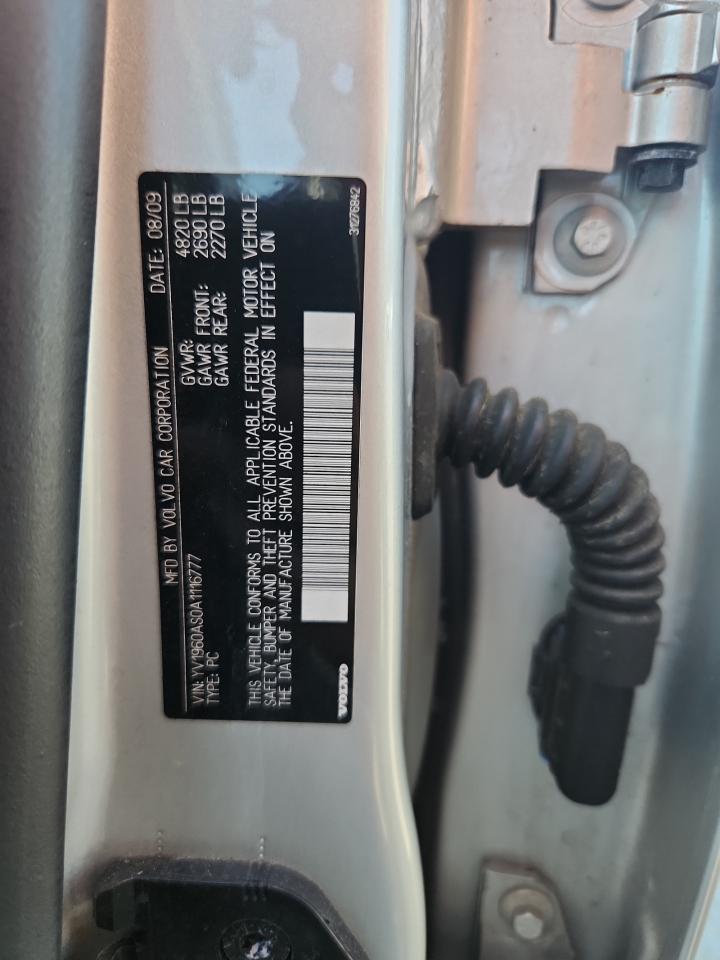 MFD BY VOLVO CAR CORPORATION DATE: 08/09
GVWR: 4820 LB
GAWR FRONT: 2690 LB
GAWR REAR: 2270 LB
VIN: YV1960AS0A1116777
TYPE: PC
THIS VEHICLE CONFORMS TO ALL APPLICABLE FEDERAL MOTOR VEHICLE
SAFETY, BUMPER AND THEFT PREVENTION STANDARDS IN EFFECT ON
THE DATE OF MANUFACTURE SHOWN ABOVE.
VOLVO 31276842